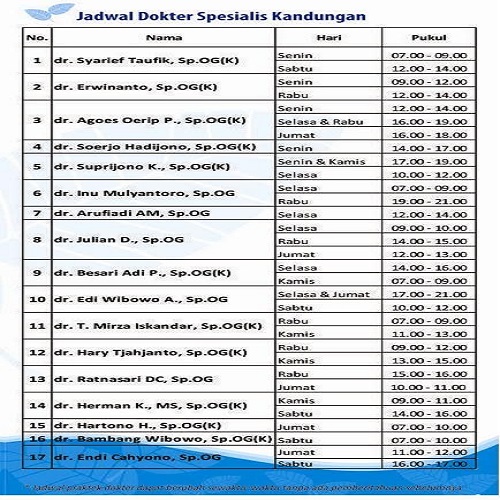 Jadwal Dokter Spesialis Kandungan
No. Nama Hari Pukul
1 dr. Syarief Taufik, Sp.OG(K) Senin 07.00 - 09.00
Sabtu 12.00 - 14.00
2 dr. Erwinanto, Sp.OG(K) Senin 09.00 - 12.00
Rabu 12.00 - 14.00
3 dr. Agoes Oerip P., Sp.OG(K) Senin 12.00 - 14.00
Selasa & Rabu 16.00 - 19.00
Jumat 16.00 - 18.00
4 dr. Soerjo Hadijono, Sp.OG(K) Senin 14.00 - 17.00
5 dr. Suprijono K., Sp.OG(K) Senin & Kamis 17.00 - 19.00
Selasa 10.00 - 12.00
6 dr. Inu Mulyantoro, Sp.OG Selasa 07.00 - 09.00
Rabu 19.00 - 21.00
7 dr. Arufiadi AM, Sp.OG Selasa 12.00 - 14.00
8 dr. Julian D., Sp.OG Selasa 09.00 - 10.00
Rabu 14.00 - 15.00
Jumat 12.00 - 13.00
9 dr. Besari Adi P., Sp.OG(K) Selasa 14.00 - 16.00
Kamis 07.00 - 09.00
10 dr. Edi Wibowo A., Sp.OG Selasa & Jumat 17.00 - 21.00
Sabtu 10.00 - 12.00
11 dr. T. Mirza Iskandar, Sp.OG(K) Rabu 07.00 - 09.00
Kamis 11.00 - 13.00
12 dr. Hary Tjahjanto, Sp.OG(K) Rabu 09.00 - 12.00
Kamis 13.00 - 15.00
13 dr. Ratnasari DC, Sp.OG Rabu 15.00 - 16.00
Jumat 10.00 - 11.00
14 dr. Herman K., MS, Sp.OG(K) Kamis 09.00 - 11.00
Sabtu 14.00 - 16.00
15 dr. Hartono H., Sp.OG Jumat 07.00 - 10.00
16 dr. Bambang Wibowo, Sp.OG(K) Sabtu 07.00 - 10.00
17 dr. Endi Cahyono, Sp.OG Jumat 11.00 - 12.00
Sabtu 16.00 - 17.00
Jadwal praktek dokter dapat berubah sewaktu-waktu tanpa ada pemberitahuan sebelumnya